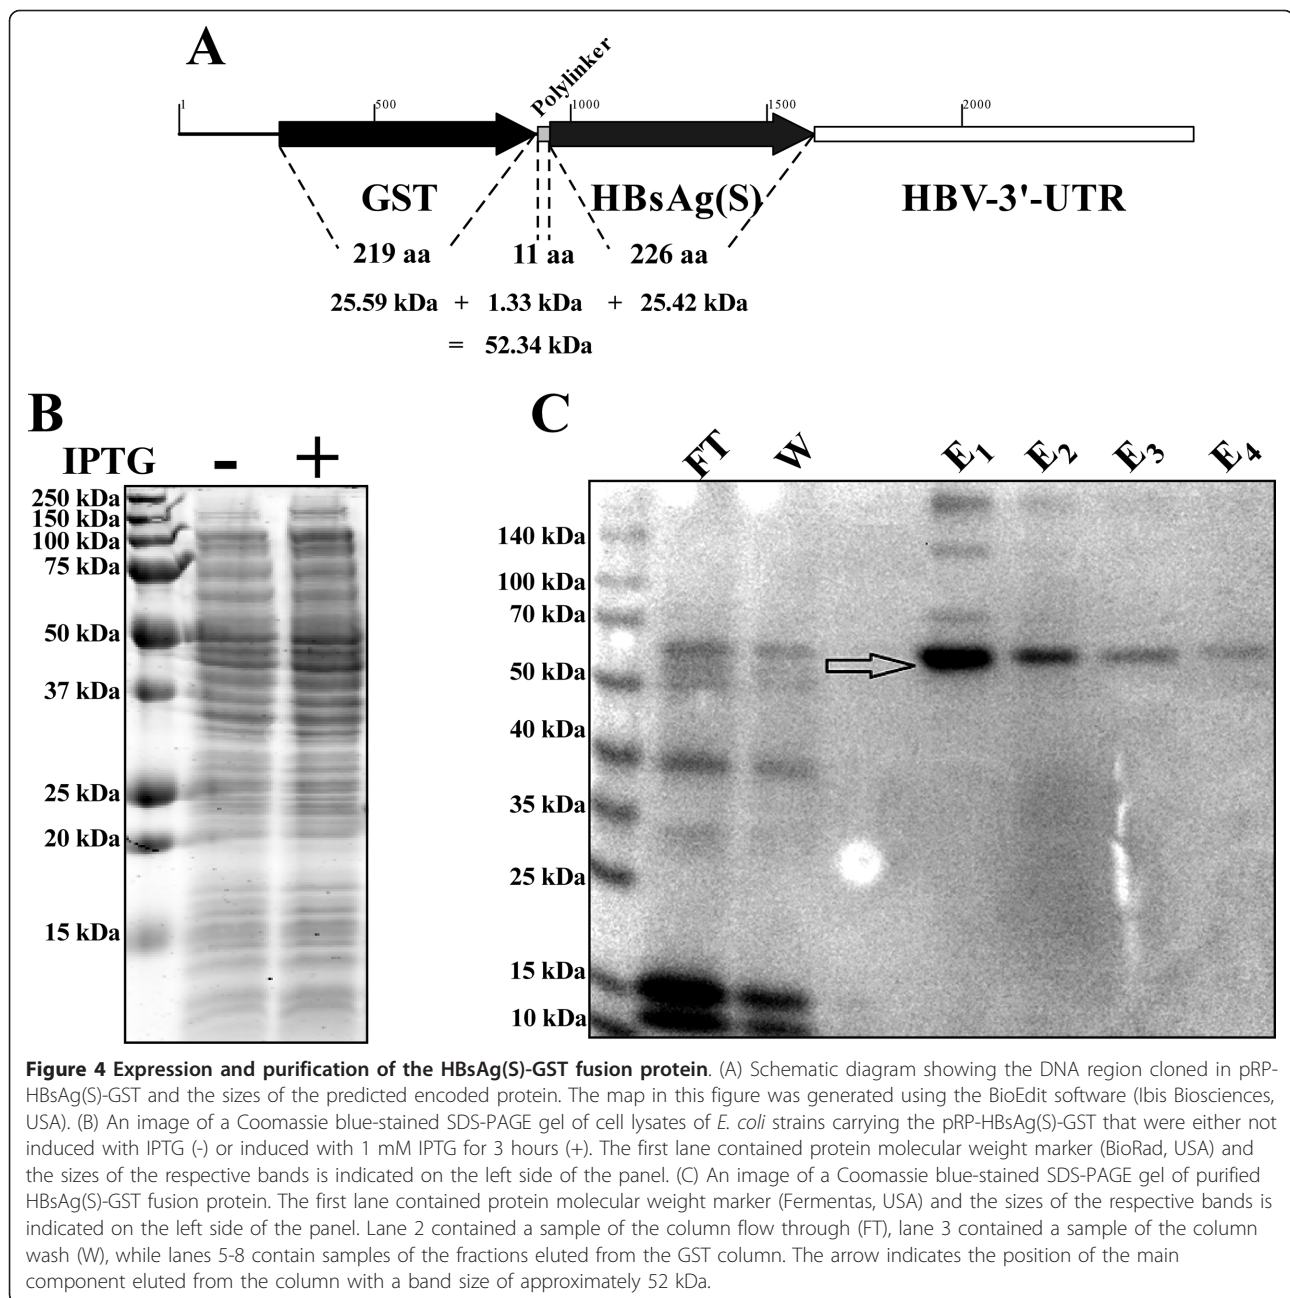 A
Polylinker
1 500 1000 1500 2000
GST HBsAg(S) HBV-3'-UTR
219 aa 11 aa 226 aa
25.59 kDa + 1.33 kDa + 25.42 kDa
= 52.34 kDa
B
IPTG - +
250 kDa
150 kDa
100 kDa
75 kDa
50 kDa
37 kDa
25 kDa
20 kDa
15 kDa
C
FT W E1 E2 E3 E4
140 kDa
100 kDa
70 kDa
50 kDa
40 kDa
35 kDa
25 kDa
15 kDa
10 kDa
Figure 4 Expression and purification of the HBsAg(S)-GST fusion protein. (A) Schematic diagram showing the DNA region cloned in pRP-
HBsAg(S)-GST and the sizes of the predicted encoded protein. The map in this figure was generated using the BioEdit software (Ibis Biosciences,
USA). (B) An image of a Coomassie blue-stained SDS-PAGE gel of cell lysates of E. coli strains carrying the pRP-HBsAg(S)-GST that were either not
induced with IPTG (-) or induced with 1 mM IPTG for 3 hours (+). The first lane contained protein molecular weight marker (BioRad, USA) and
the sizes of the respective bands is indicated on the left side of the panel. (C) An image of a Coomassie blue-stained SDS-PAGE gel of purified
HBsAg(S)-GST fusion protein. The first lane contained protein molecular weight marker (Fermentas, USA) and the sizes of the respective bands is
indicated on the left side of the panel. Lane 2 contained a sample of the column flow through (FT), lane 3 contained a sample of the column
wash (W), while lanes 5-8 contain samples of the fractions eluted from the GST column. The arrow indicates the position of the main
component eluted from the column with a band size of approximately 52 kDa.